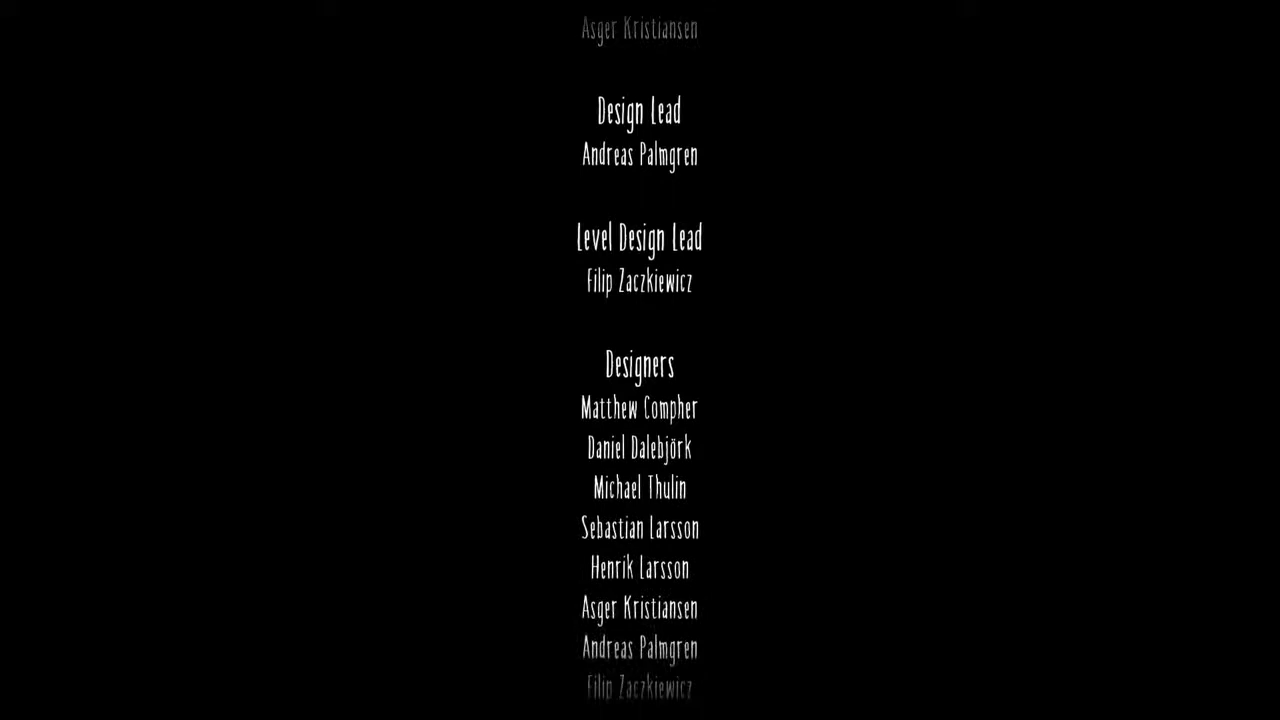 Asger Kristiansen
Design Lead
Andreas Palmgren
Level Design Lead
Filip Zaczkiewicz
Designers
Matthew Compher
Daniel Dalebjörk
Michael Thulin
Sebastian Larsson
Henrik Larsson
Asger Kristiansen
Andreas Palmgren
Filip Zaczkiewicz